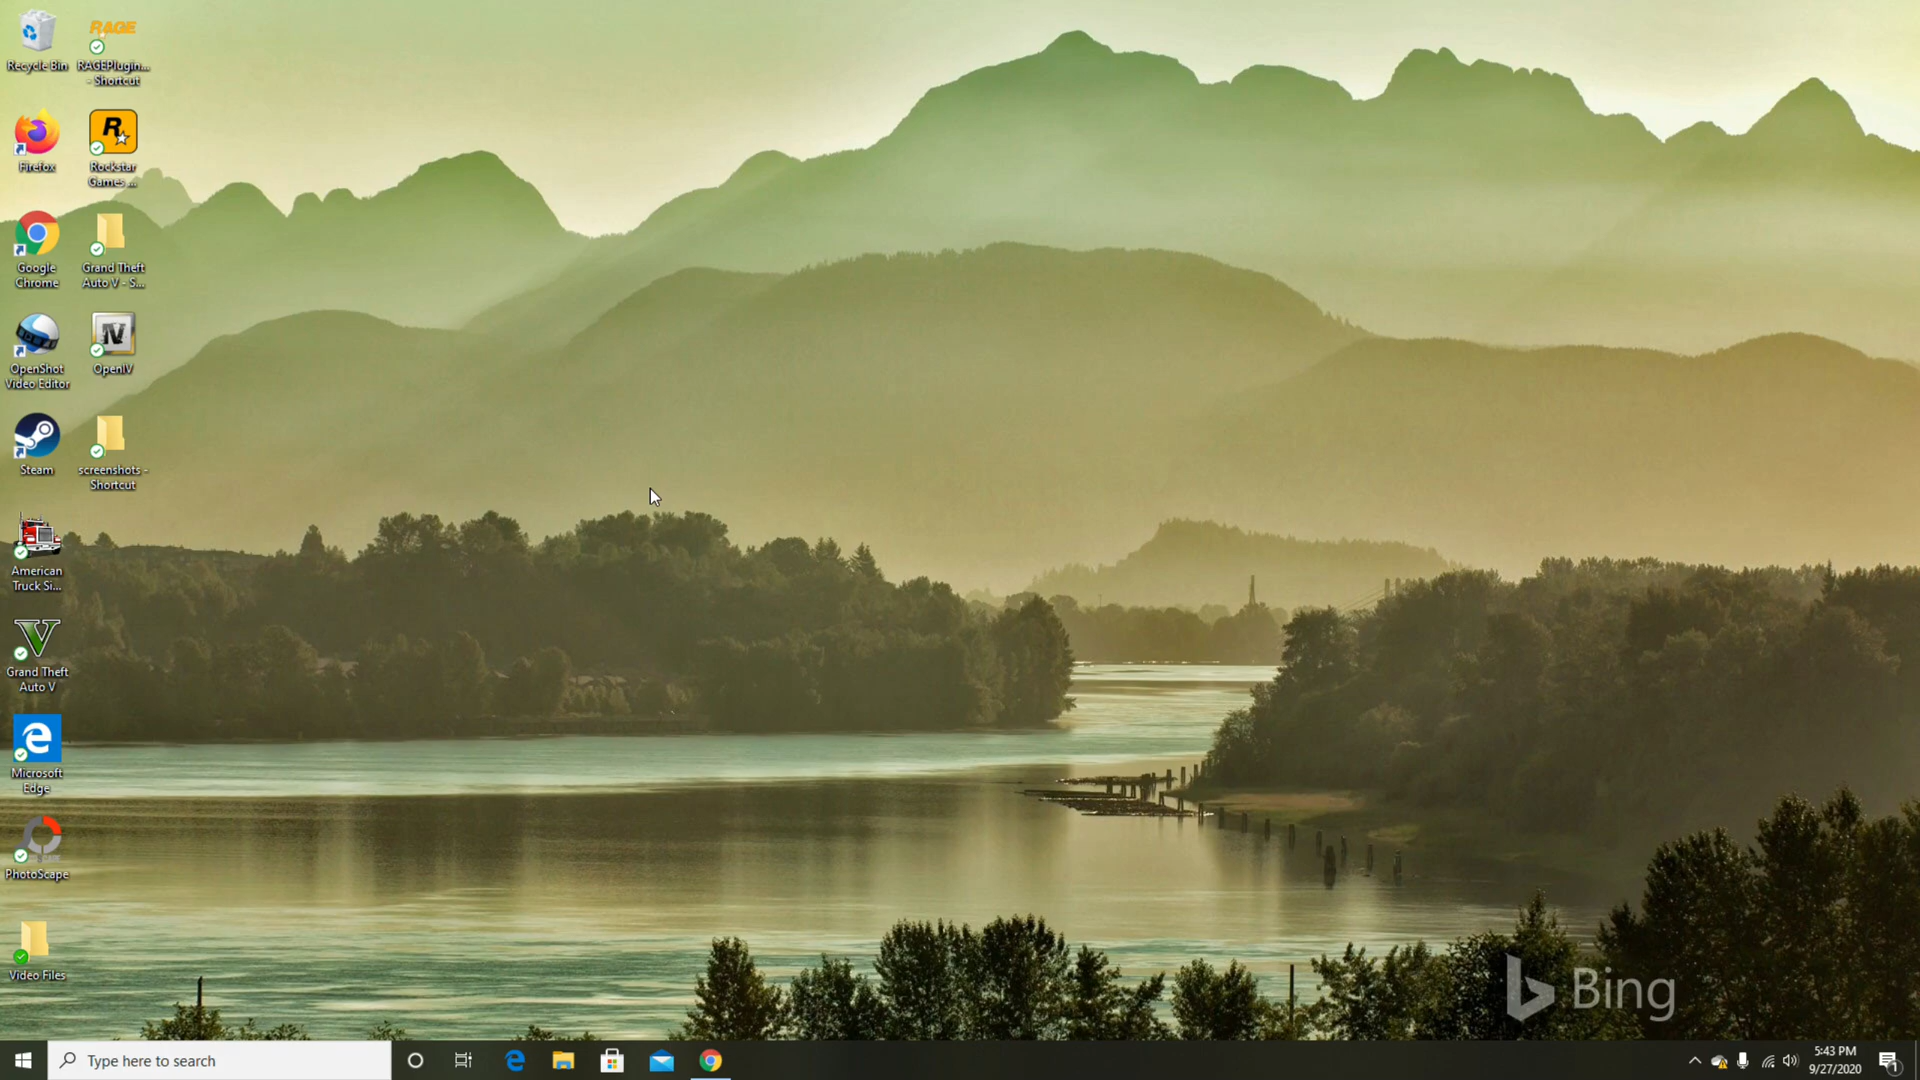 Recycle Bin
RAGE
RAGEPlugin...
- Shortcut
Firefox
R
Rockstar
Games ...
Google
Chrome
Grand Theft
Auto V - S...
OpenShot
Video Editor
IV
OpenIV
Steam
screenshots -
Shortcut
American
Truck Si...
V
Grand Theft
Auto V
Microsoft
Edge
PhotoScape
Video Files
Bing
Type here to search
5:43 PM
9/27/2020
1